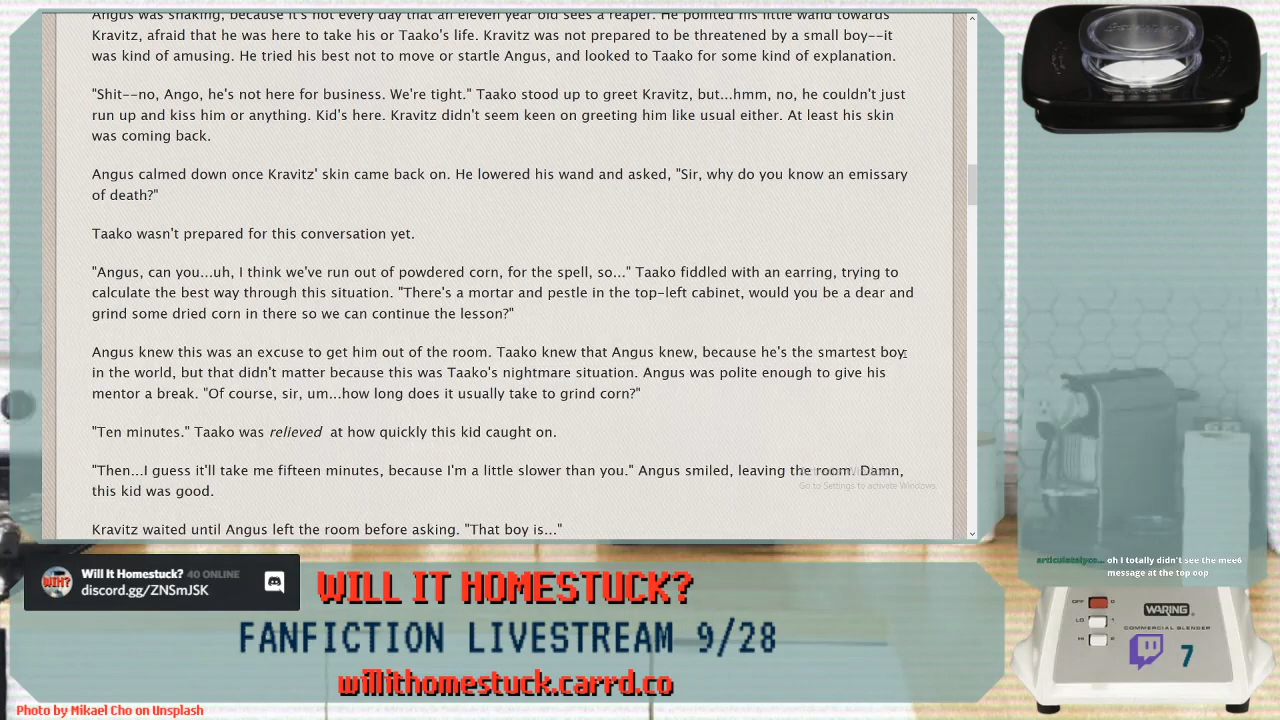 Angus was shaking, because it's not every day that an eleven year old sees a reaper. He pointed his little wand towards
Kravitz, afraid that he was here to take his or Taako's life. Kravitz was not prepared to be threatened by a small boy--it
was kind of amusing. He tried his best not to move or startle Angus, and looked to Taako for some kind of explanation.
"Shit--no, Ango, he's not here for business. We're tight." Taako stood up to greet Kravitz, but...hmm, no, he couldn't just
run up and kiss him or anything. Kid's here. Kravitz didn't seem keen on greeting him like usual either. At least his skin
was coming back.
Angus calmed down once Kravitz' skin came back on. He lowered his wand and asked, "Sir, why do you know an emissary
of death?"
Taako wasn't prepared for this conversation yet.
"Angus, can you...uh, I think we've run out of powdered corn, for the spell, so..." Taako fiddled with an earring, trying to
calculate the best way through this situation. "There's a mortar and pestle in the top-left cabinet, would you be a dear and
grind some dried corn in there so we can continue the lesson?"
Angus knew this was an excuse to get him out of the room. Taako knew that Angus knew, because he's the smartest boy
in the world, but that didn't matter because this was Taako's nightmare situation. Angus was polite enough to give his
mentor a break. "Of course, sir, um...how long does it usually take to grind corn?"
"Ten minutes." Taako was relieved at how quickly this kid caught on.
"Then...I guess it'll take me fifteen minutes, because I'm a little slower than you." Angus smiled, leaving the room. Damn,
this kid was good.
Kravitz waited until Angus left the room before asking. "That boy is..."
Activate Windows
Go to Settings to activate Windows.
oh I totally didn't see the mee6
message at the top oop
Will It Homestuck? 40 ONLINE
discord.gg/ZNSmJSK
WIH?
WILL IT HOMESTUCK?
FANFICTION LIVESTREAM 9/28
willithomestuck.carrd.co
Photo by Mikael Cho on Unsplash
OFF 0
LO 1
HI 2
WARING
COMMERCIAL BLENDER
7